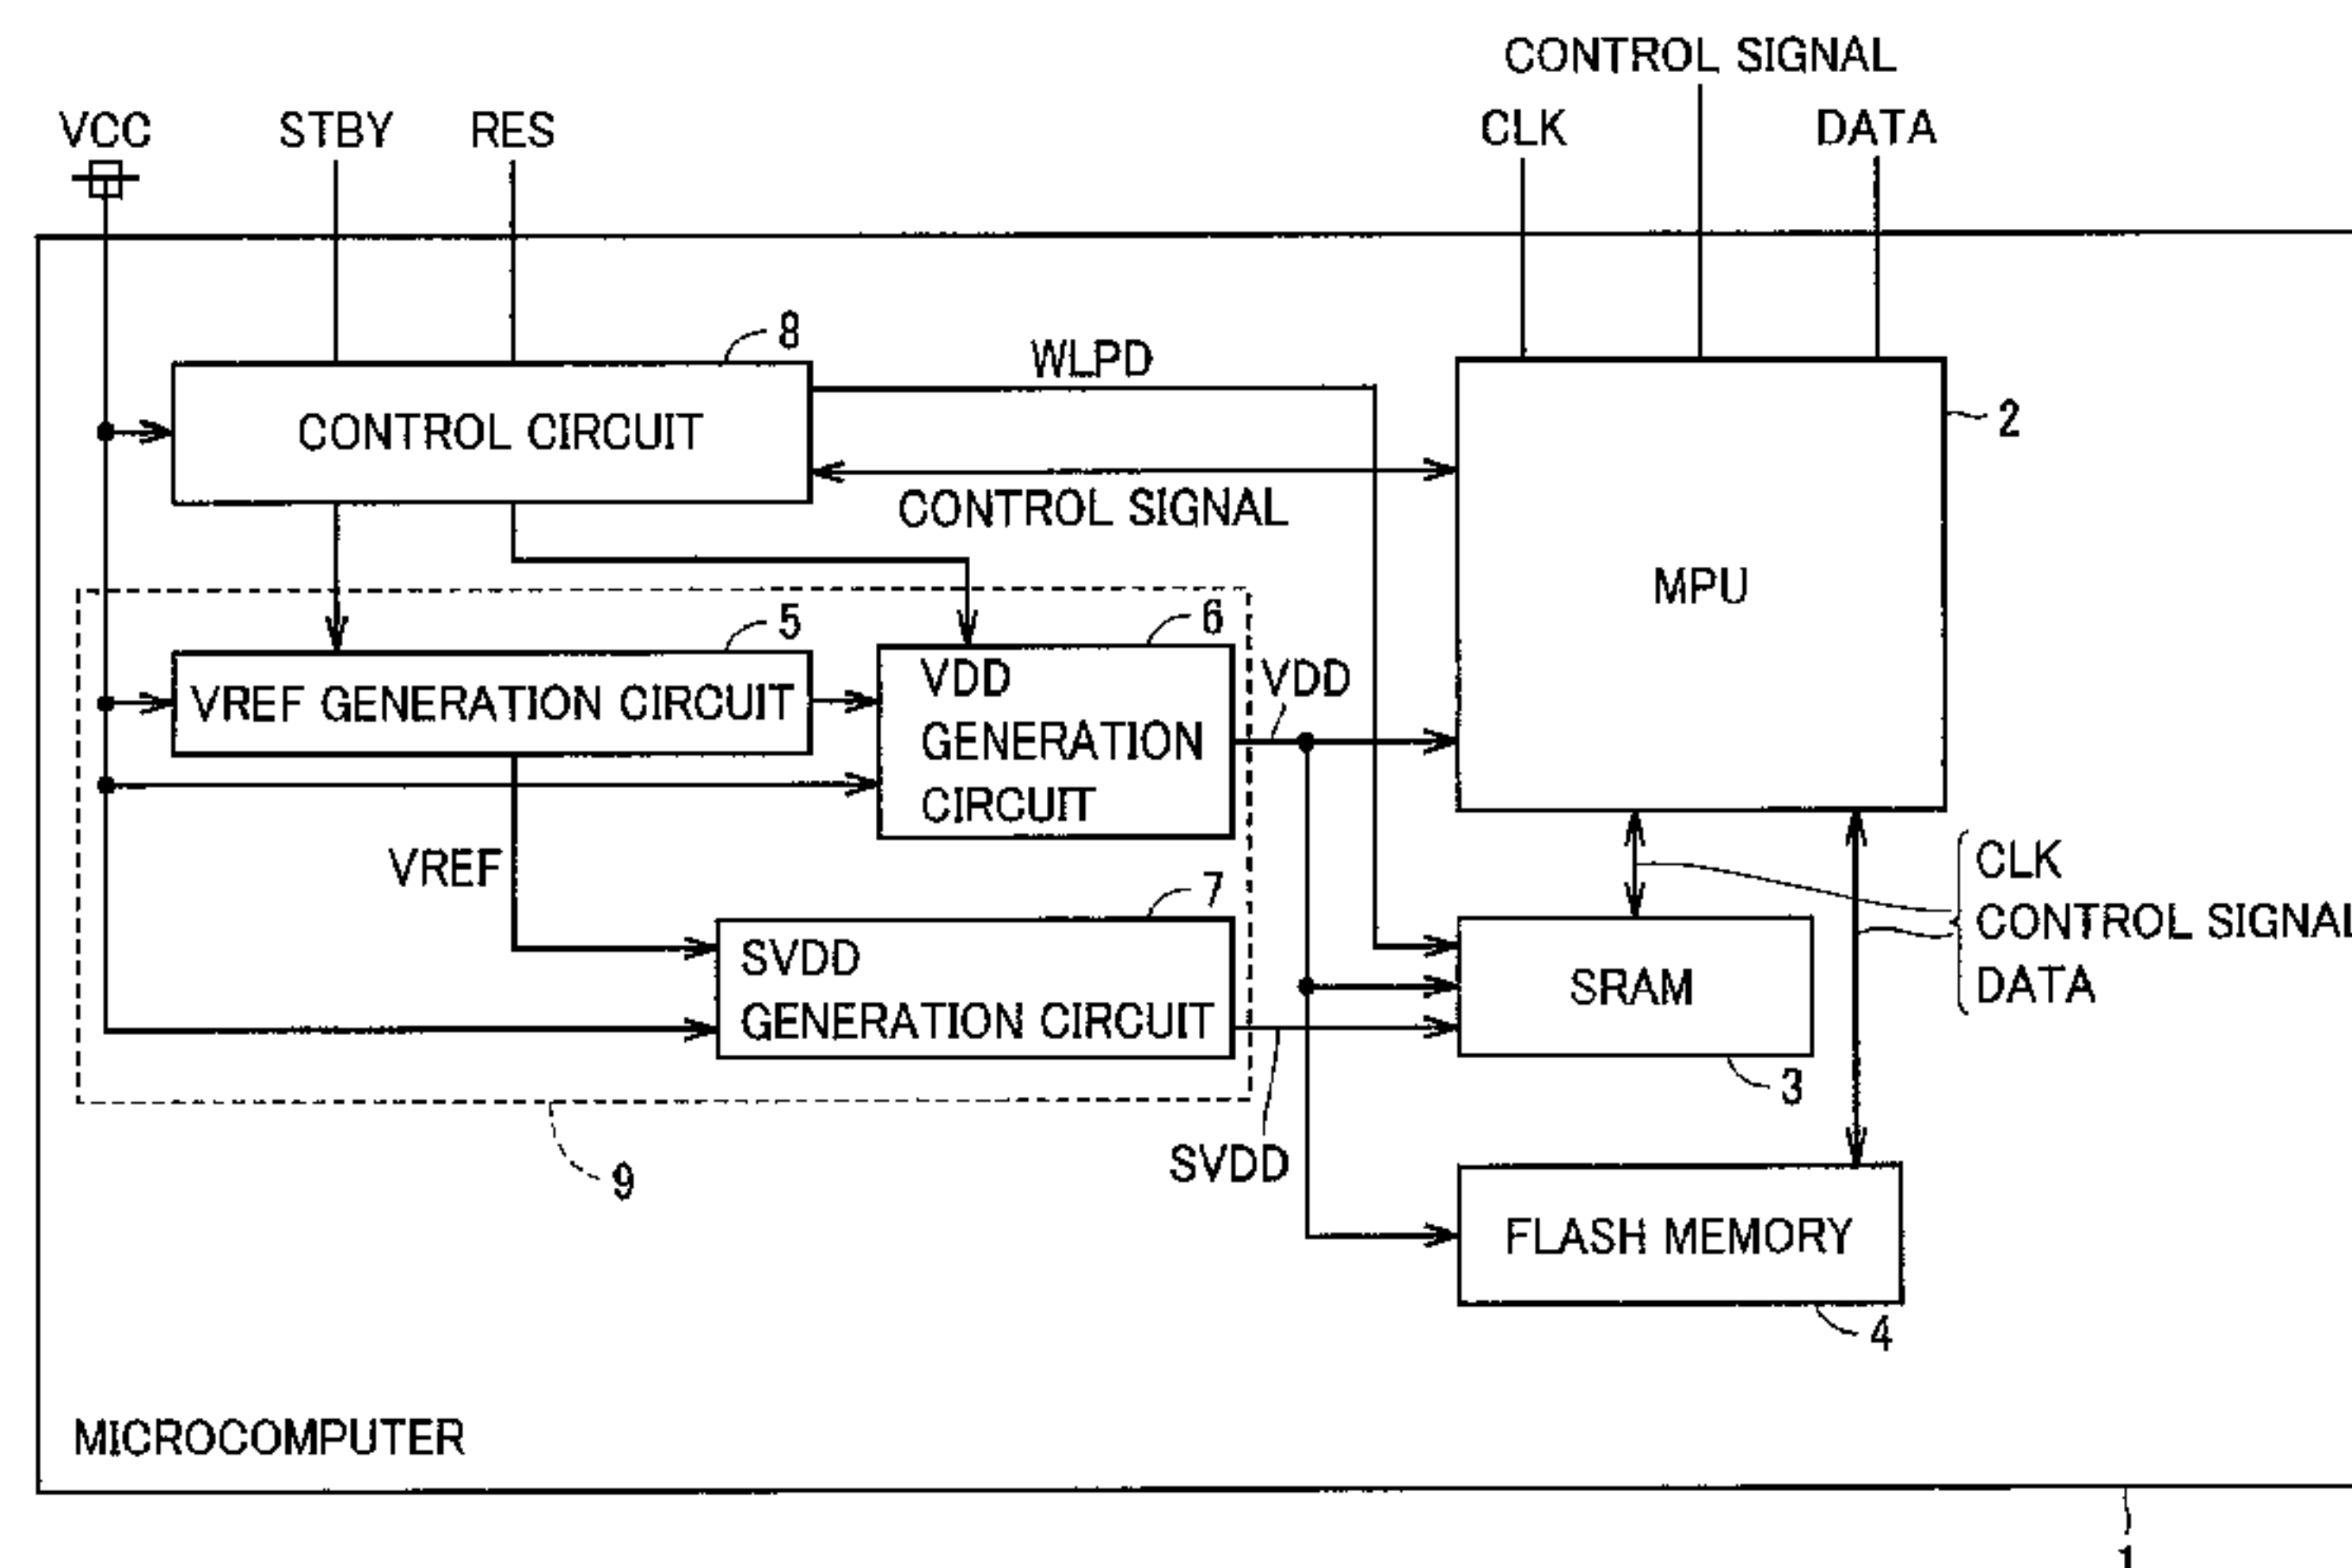 CONTROL SIGNAL
VCC STBY RES CLK DATA
8
WLPD
2
CONTROL CIRCUIT
CONTROL SIGNAL
MPU
5
6
VREF GENERATION CIRCUIT
VDD
GENERATION
CIRCUIT
VDD
VREF
7
CLK
CONTROL SIGNAL
DATA
SVDD
GENERATION CIRCUIT
SRAM
3
9
SVDD
FLASH MEMORY
4
MICROCOMPUTER
1